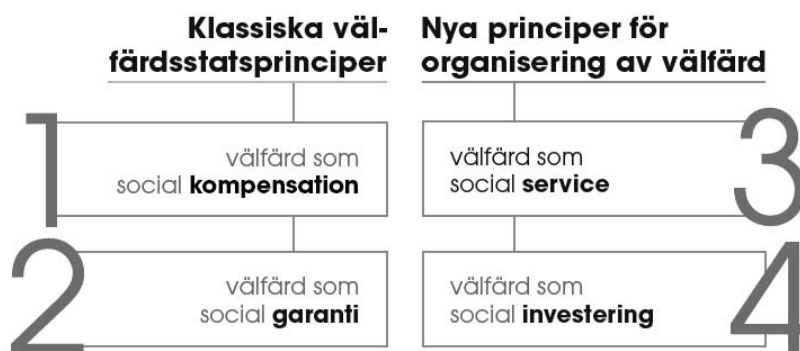 Klassiska väl-
färdsstatsprinciper
1
välfärd som
social kompensation
2
välfärd som
social garanti
Nya principer för
organisering av välfärd
3
välfärd som
social service
4
välfärd som
social investering